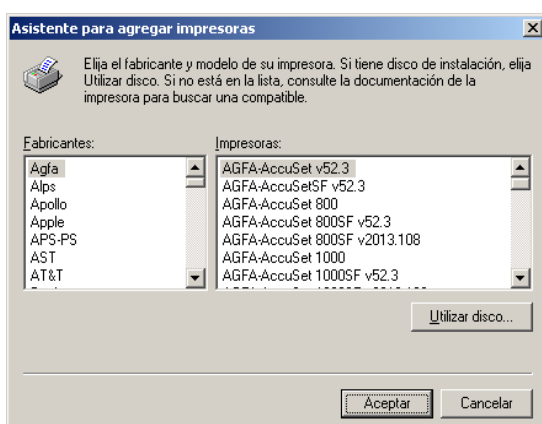 Asistente para agregar impresoras
Elija el fabricante y modelo de su impresora. Si tiene disco de instalación, elija
Utilizar disco. Si no está en la lista, consulte la documentación de la
impresora para buscar una compatible.
Fabricantes:
Agfa
Alps
Apollo
Apple
APS-PS
AST
AT&T
Impresoras:
AGFA-AccuSet v52.3
AGFA-AccuSetSF v52.3
AGFA-AccuSet 800
AGFA-AccuSet 800SF v52.3
AGFA-AccuSet 800SF v2013.108
AGFA-AccuSet 1000
AGFA-AccuSet 1000SF v52.3
Utilizar disco...
Aceptar
Cancelar